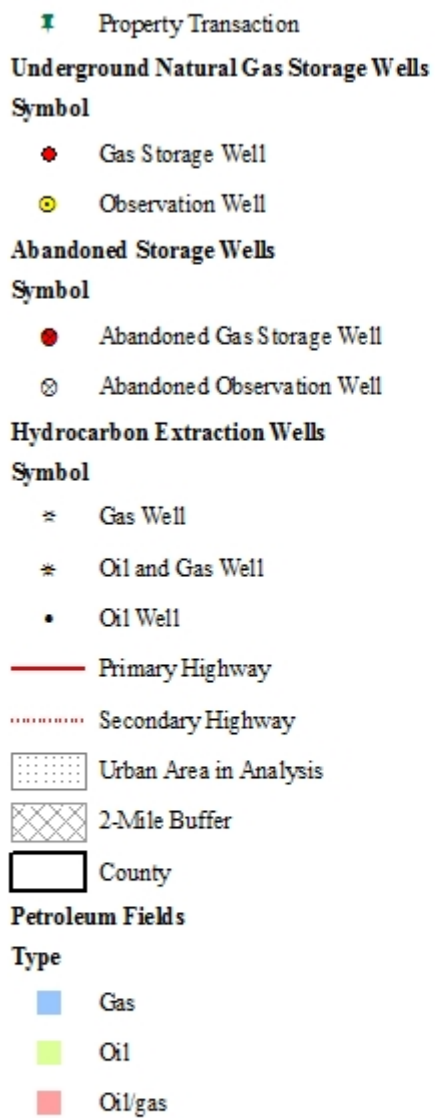 Property Transaction
Underground Natural Gas Storage Wells
Symbol
Gas Storage Well
Observation Well
Abandoned Storage Wells
Symbol
Abandoned Gas Storage Well
Abandoned Observation Well
Hydrocarbon Extraction Wells
Symbol
Gas Well
Oil and Gas Well
Oil Well
Primary Highway
Secondary Highway
Urban Area in Analysis
2-Mile Buffer
County
Petroleum Fields
Type
Gas
Oil
Oil/gas